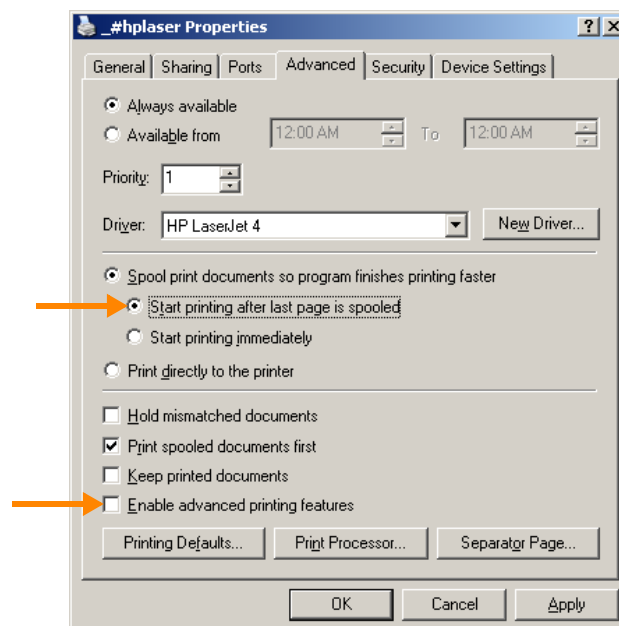 _#hplaser Properties
General Sharing Ports Advanced Security Device Settings
Always available
Available from 12:00 AM To 12:00 AM
Priority: 1
Driver: HP LaserJet 4 New Driver...
Spool print documents so program finishes printing faster
Start printing after last page is spooled
Start printing immediately
Print directly to the printer
Hold mismatched documents
Print spooled documents first
Keep printed documents
Enable advanced printing features
Printing Defaults... Print Processor... Separator Page...
OK Cancel Apply